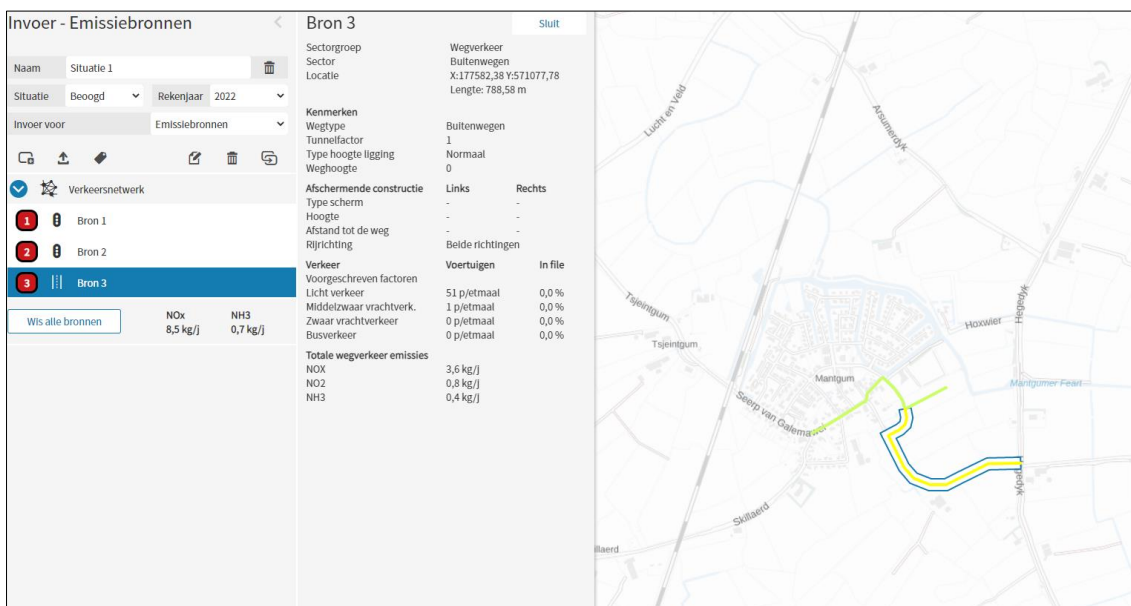 Invoer - Emissiebronnen
Naam Situatie 1
Situatie Beoogd Rekenjaar 2022
Invoer voor Emissiebronnen
Verkeersnetwerk
1 Bron 1
2 Bron 2
3 Bron 3
Wis alle bronnen NOx NH3
8,5 kg/j 0,7 kg/j
Bron 3 Sluit
Sectorgroep Wegverkeer
Sector Buitenwegen
Locatie X:177582,38 Y:571077,78
Lengte: 788,58 m
Kenmerken
Wegtype Buitenwegen
Tunnelfactor 1
Type hoogte ligging Normaal
Weghoogte 0
Afschermende constructie Links Rechts
Type scherm - -
Hoogte - -
Afstand tot de weg - -
Rijrichting Beide richtingen
Verkeer Voertuigen In file
Voorgeschreven factoren
Licht verkeer 51 p/etmaal 0,0 %
Middelzwaar vrachtverk. 1 p/etmaal 0,0 %
Zwaar vrachtverkeer 0 p/etmaal 0,0 %
Busverkeer 0 p/etmaal 0,0 %
Totale wegverkeer emissies
NOX 3,6 kg/j
NO2 0,8 kg/j
NH3 0,4 kg/j
Lucht en Veld
Arsumerdyk
Tsjeintgum
Tsjeintgum
Hegedyk
Hoxwier
Mantgum
Mantgumer Feart
Seerp van Galema
Skillaerd
illaerd
gedyk